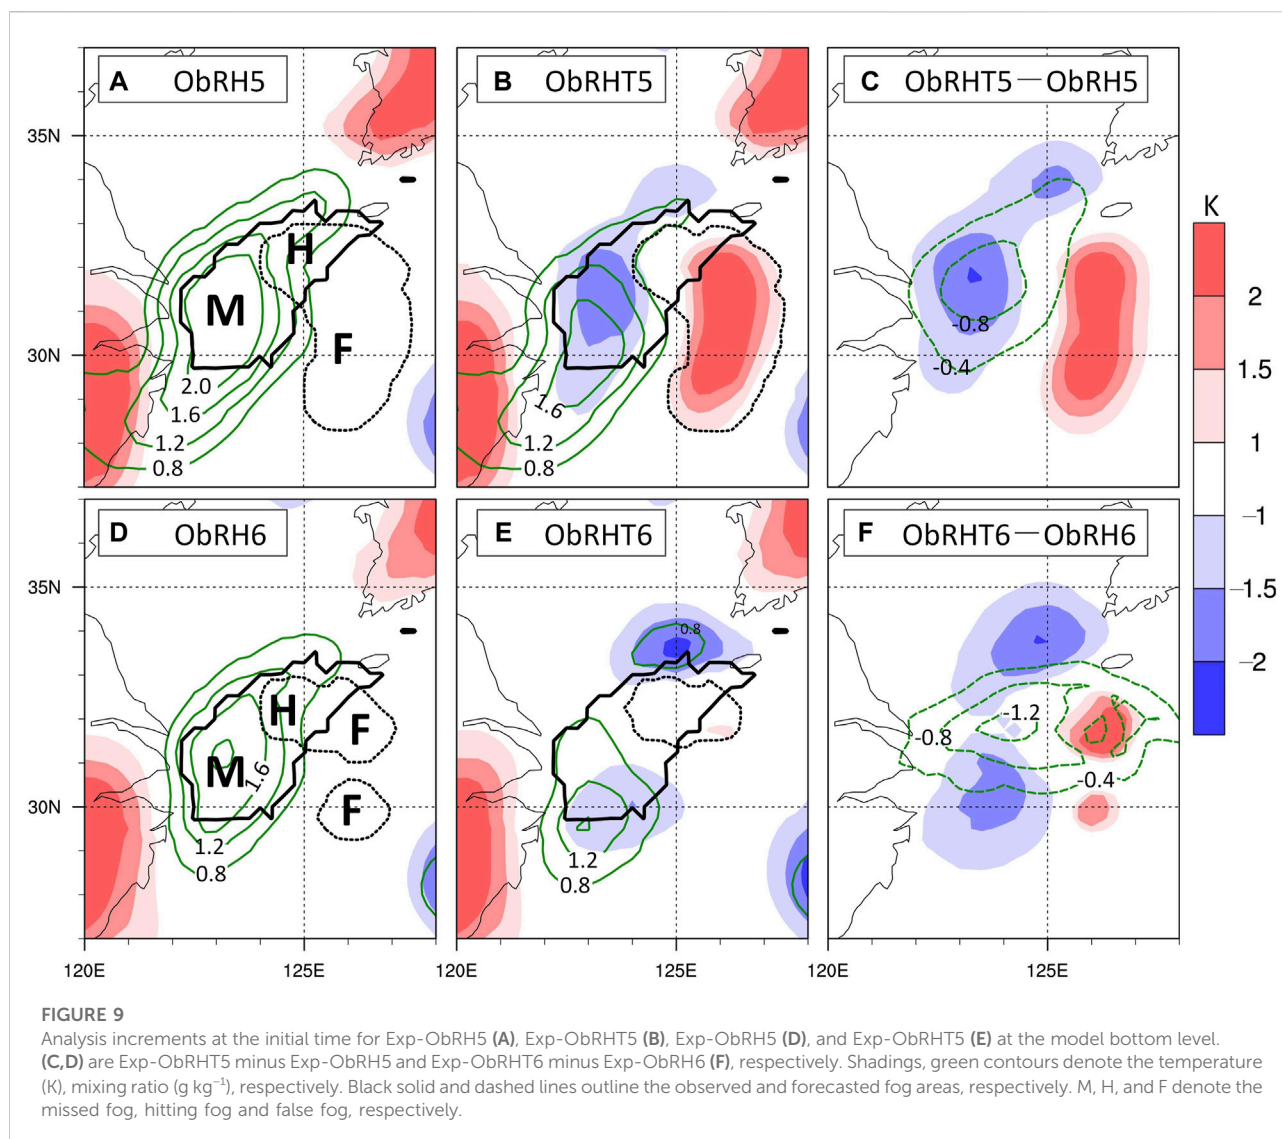 A ObRH5
B ObRHT5
C ObRHT5 — ObRH5
35N
30N
H
M
F
2.0
1.6
1.2
0.8
1.6
1.2
0.8
-0.8
-0.4
K
2
1.5
1
−1
−1.5
−2
D ObRH6
E ObRHT6
F ObRHT6 — ObRH6
35N
30N
H
F
M
F
1.6
1.2
0.8
0.8
1.2
0.8
-1.2
-0.8
-0.4
120E
125E
120E
125E
120E
125E
FIGURE 9
Analysis increments at the initial time for Exp-ObRH5 (A), Exp-ObRHT5 (B), Exp-ObRH5 (D), and Exp-ObRHT5 (E) at the model bottom level.
(C,D) are Exp-ObRHT5 minus Exp-ObRH5 and Exp-ObRHT6 minus Exp-ObRH6 (F), respectively. Shadings, green contours denote the temperature
(K), mixing ratio (g kg⁻¹), respectively. Black solid and dashed lines outline the observed and forecasted fog areas, respectively. M, H, and F denote the
missed fog, hitting fog and false fog, respectively.